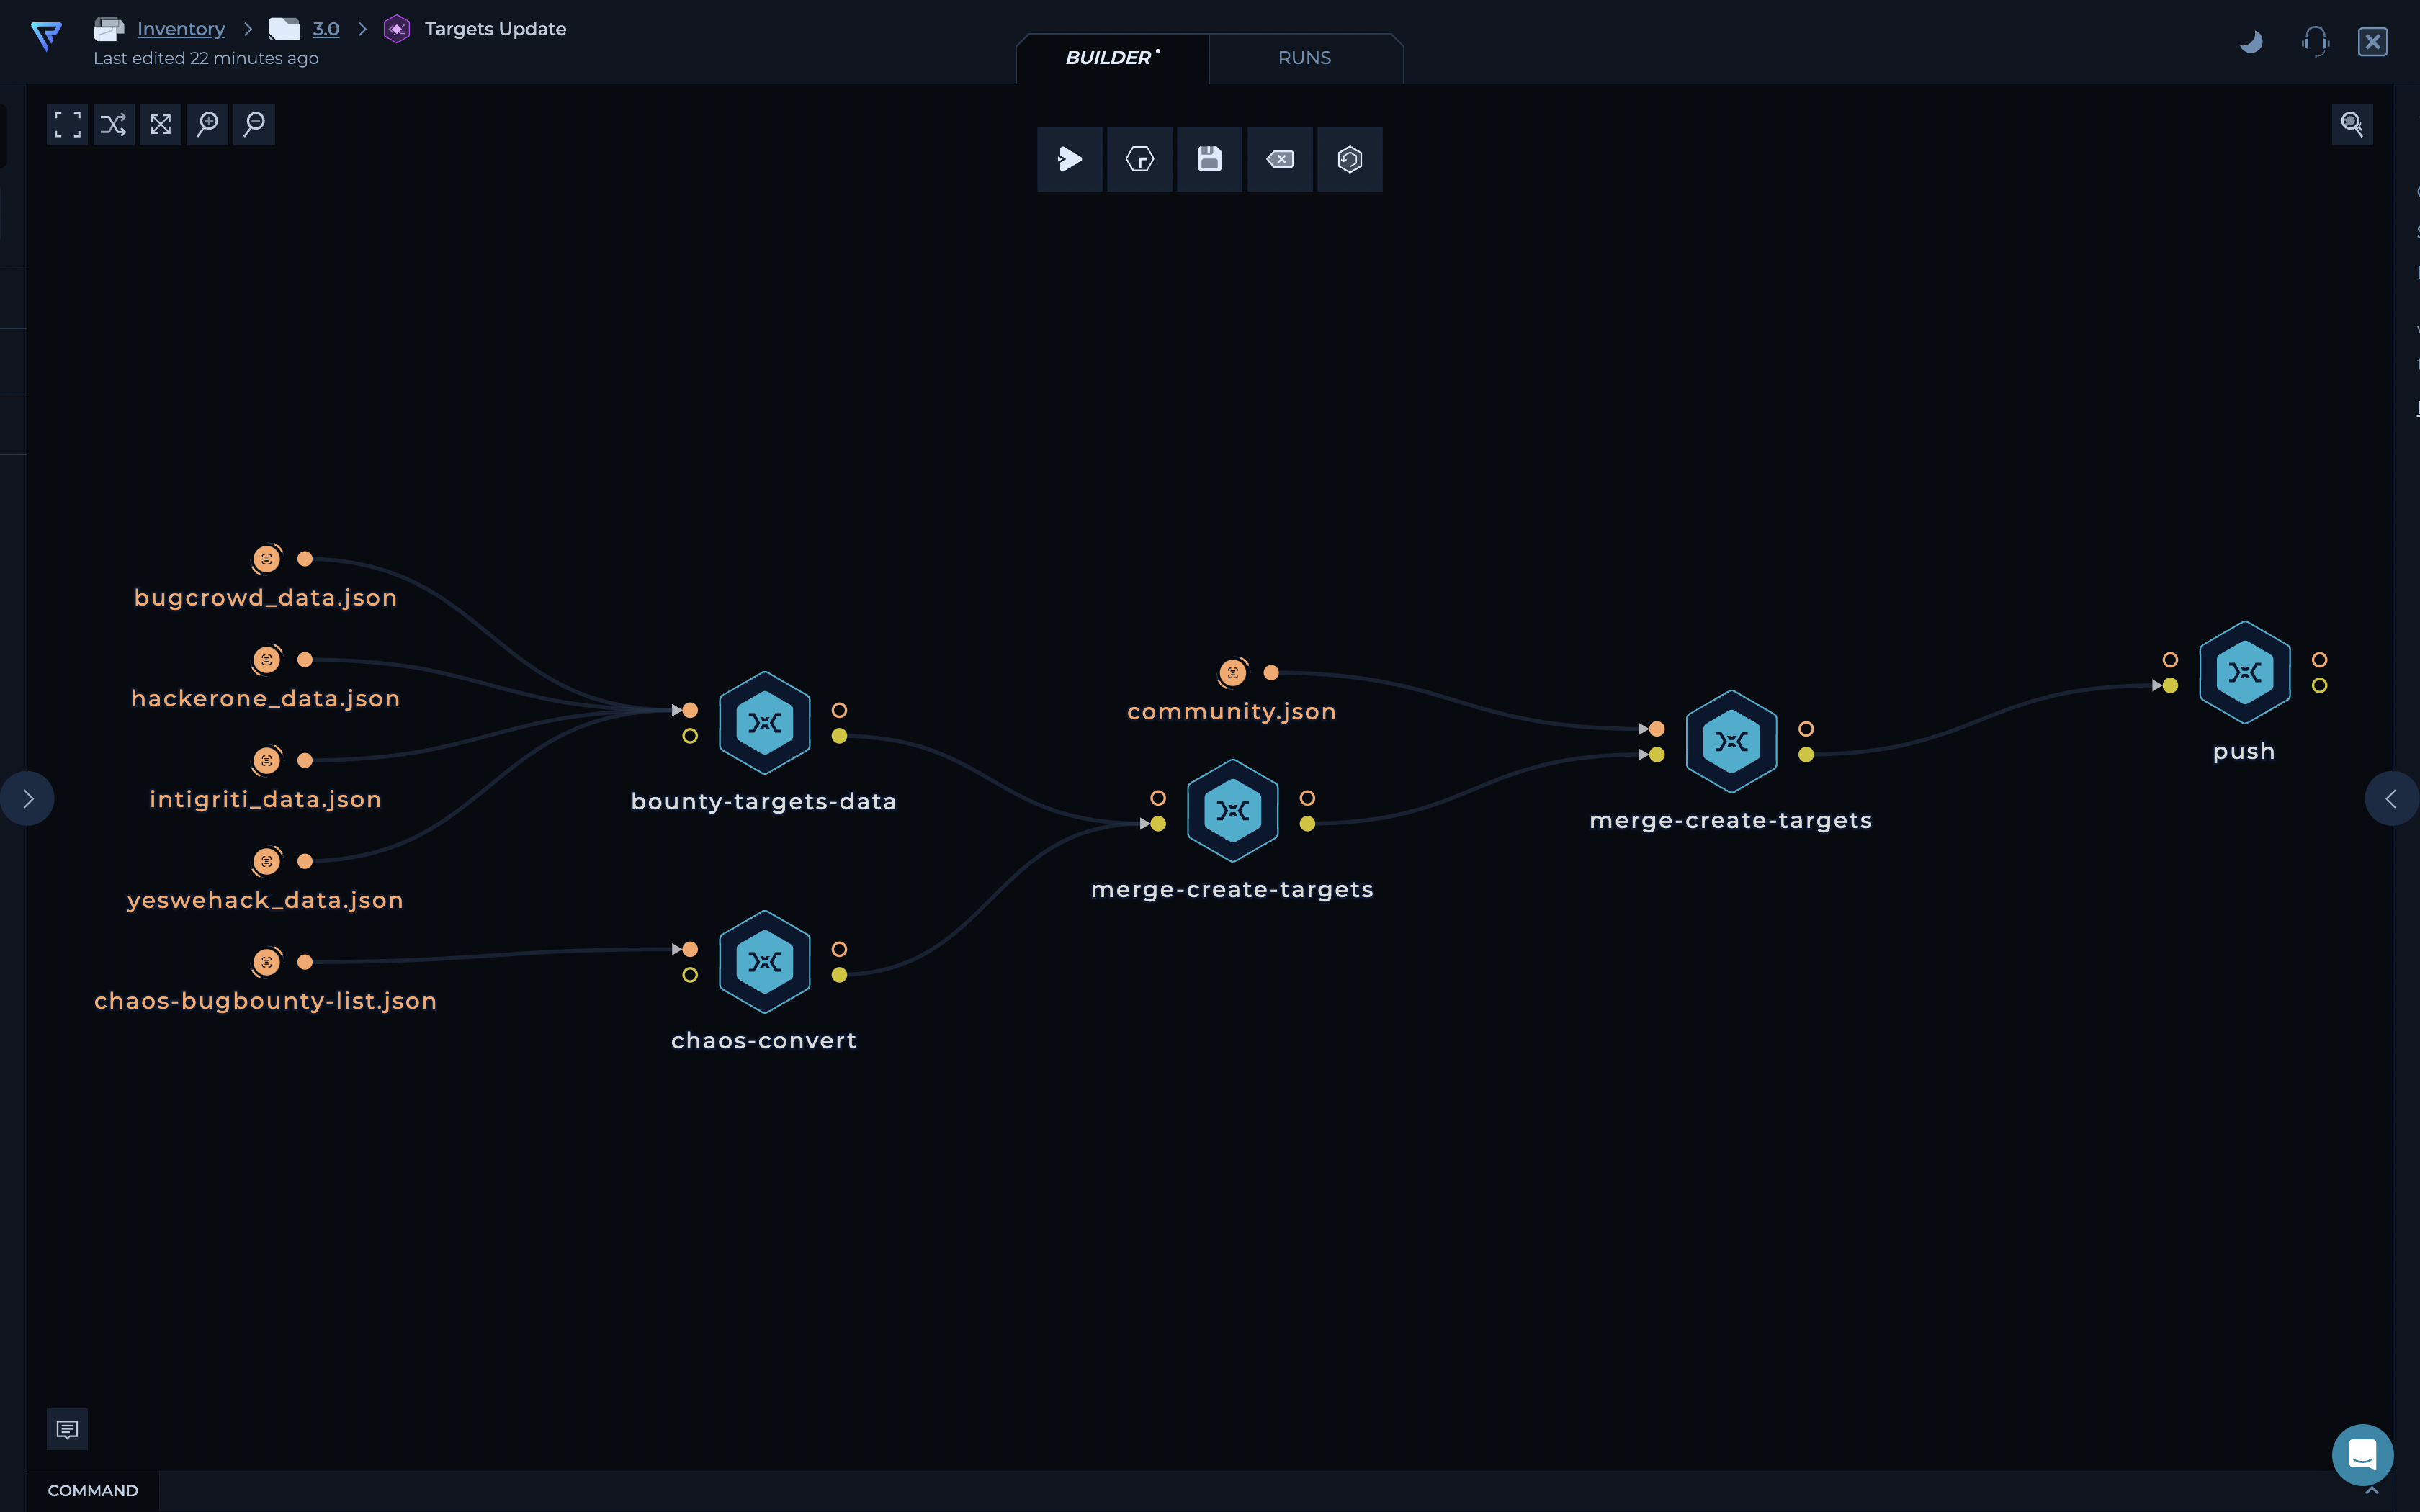 Inventory
3.0
Targets Update
Last edited 22 minutes ago
BUILDER
RUNS
bugcrowd_data.json
hackerone_data.json
intigriti_data.json
yeswehack_data.json
chaos-bugbounty-list.json
bounty-targets-data
chaos-convert
community.json
merge-create-targets
merge-create-targets
push
COMMAND